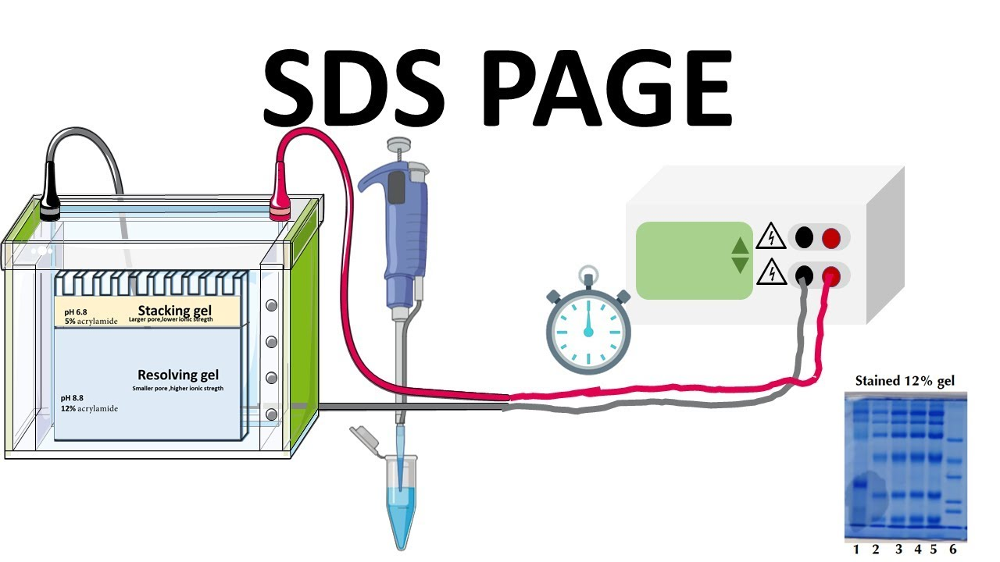 SDS PAGE
pH 6.8
5% acrylamide
Stacking gel
Larger pore,lower ionic stregth
Resolving gel
Smaller pore ,higher ionic stregth
pH 8.8
12% acrylamide
Stained 12% gel
1 2 3 4 5 6